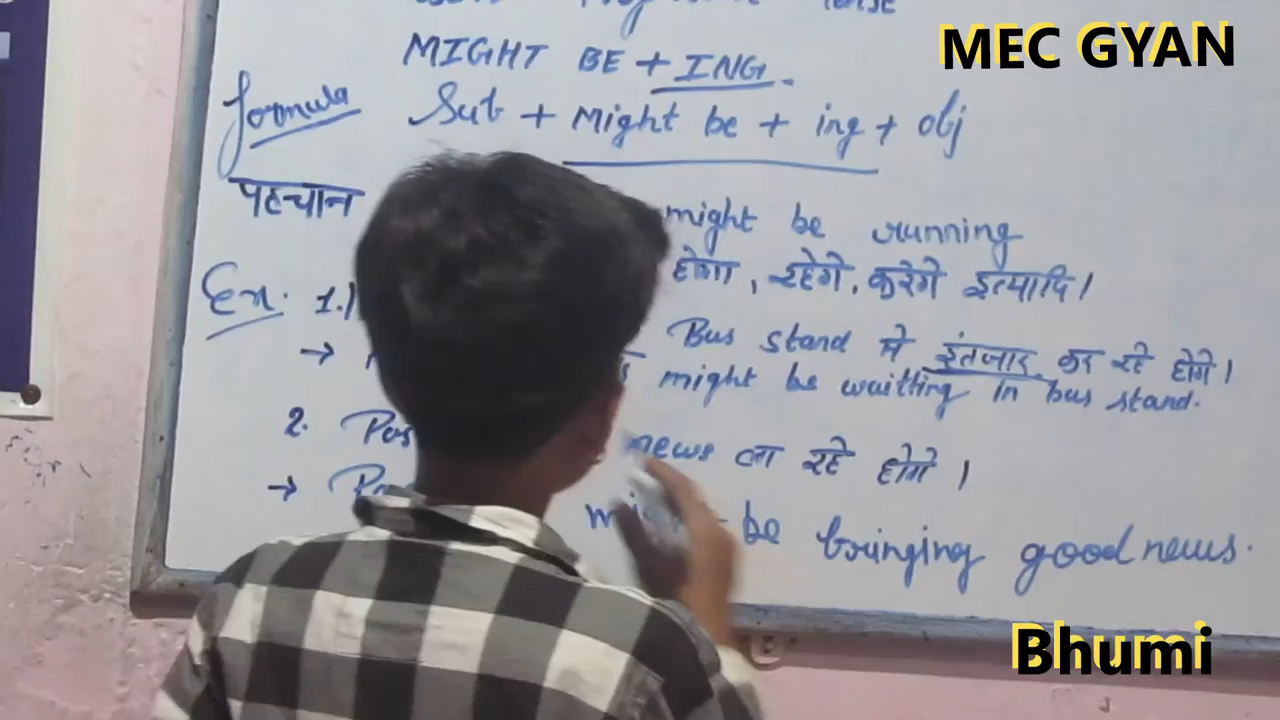 MEC GYAN
MIGHT BE + ING.
Formula Sub + Might be + ing + obj
पहचान might be running
होगा, रहेगे, करेगे इत्यादि।
Ex. 1.)
Bus stand मे इंतजार कर रहे होंगे।
→ might be waitting in bus stand.
2. news ला रहे होंगे।
→ be bringing good news.
Bhumi